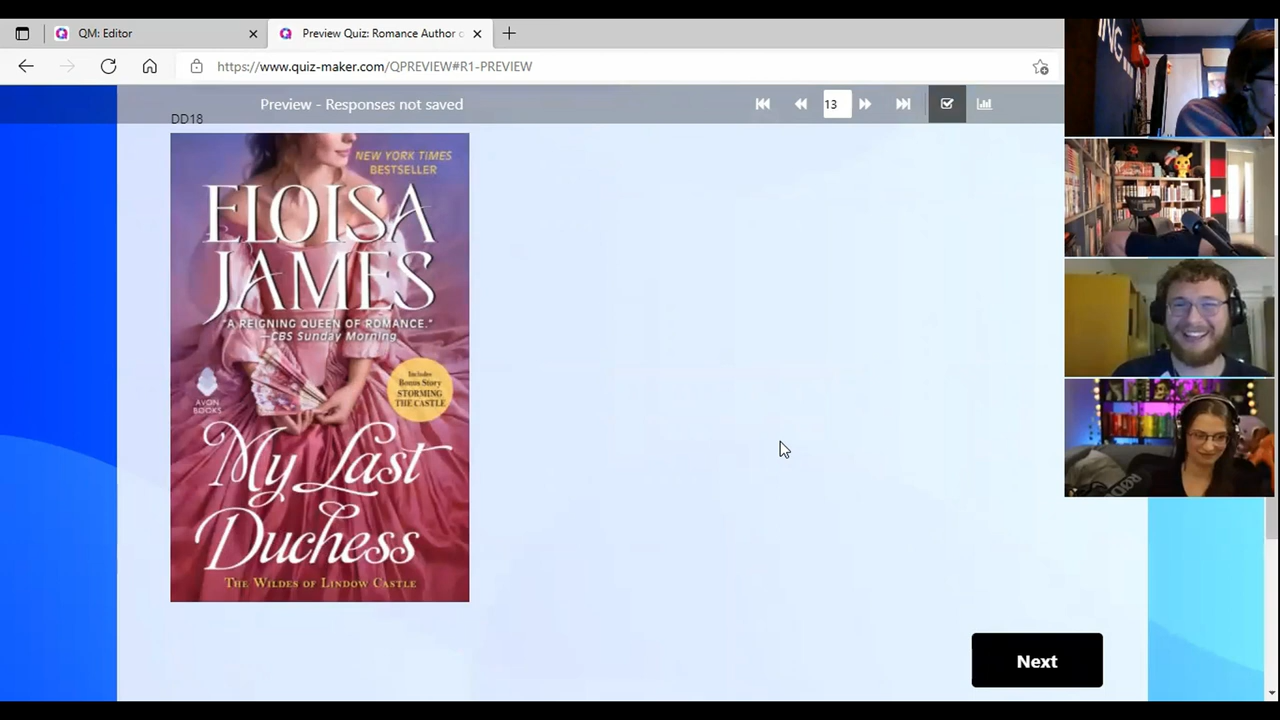 QM: Editor
Preview Quiz: Romance Author o
https://www.quiz-maker.com/QPREVIEW#R1-PREVIEW
Preview - Responses not saved
13
DD18
NEW YORK TIMES
BESTSELLER
ELOISA
JAMES
"A REIGNING QUEEN OF ROMANCE."
—CBS Sunday Morning
Includes
Bonus Story
STORMING
THE CASTLE
AVON
BOOKS
My Last
Duchess
THE WILDES OF LINDOW CASTLE
Next